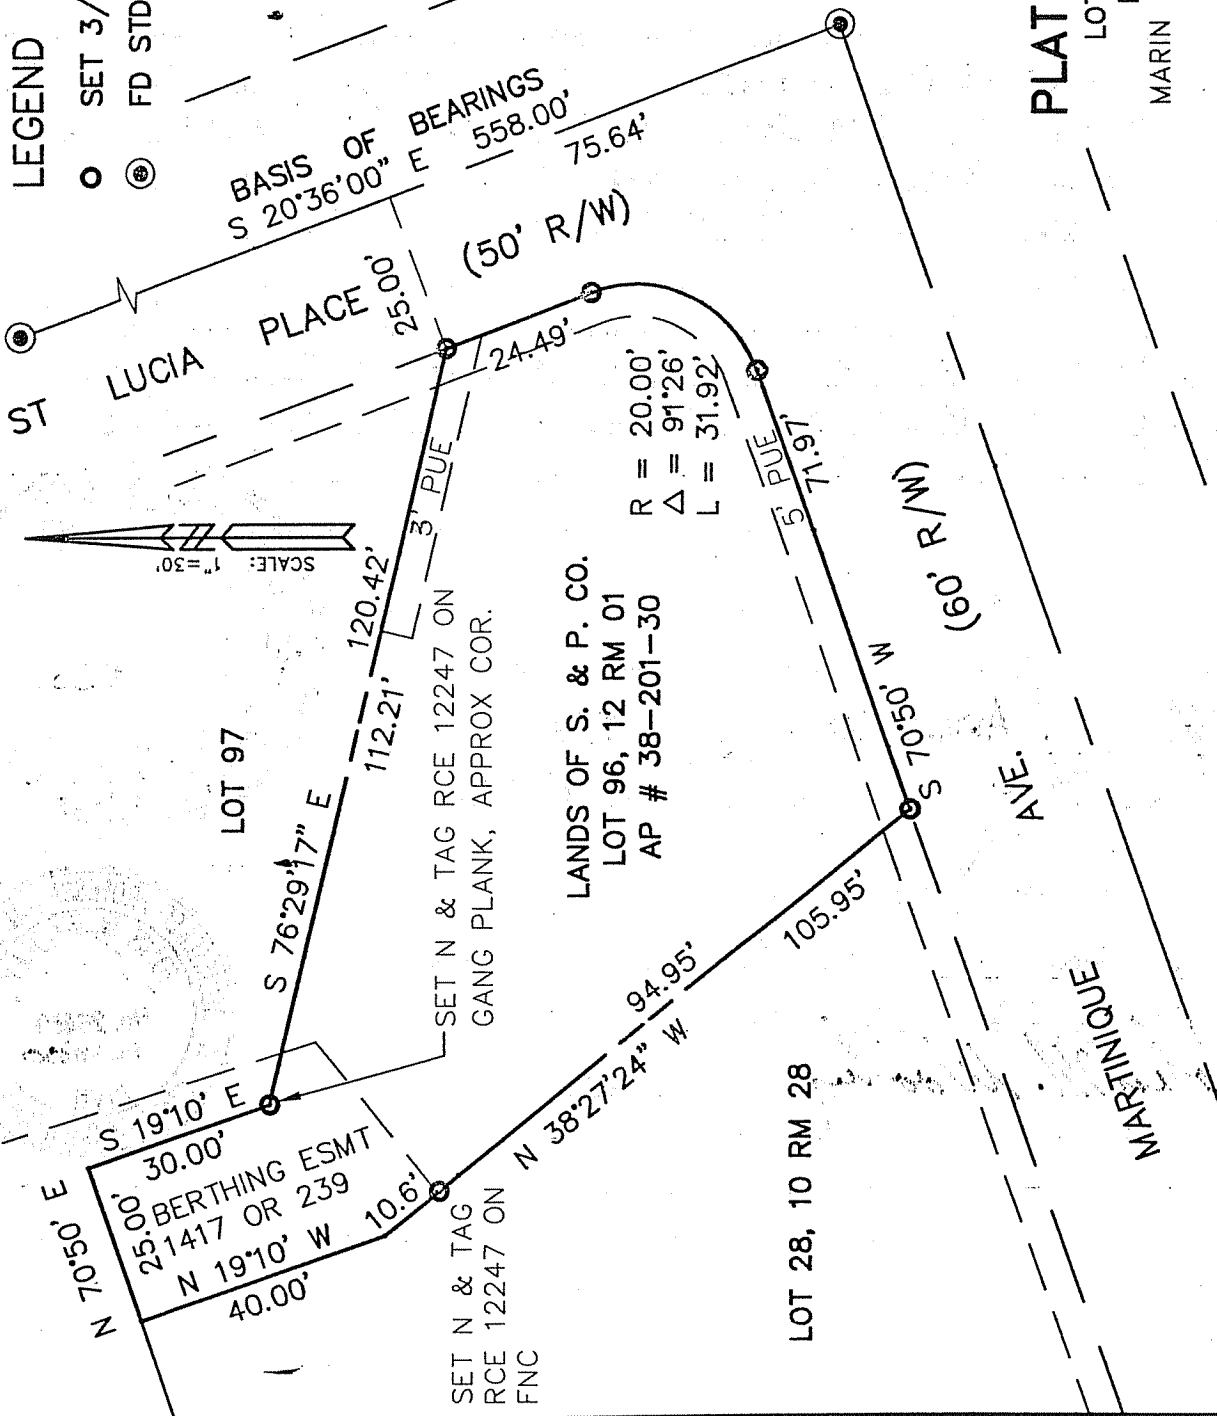 LEGEND
SET 3/
FD STD
BASIS OF BEARINGS
S 20°36'00" E 558.00'
75.64'
ST LUCIA PLACE (50' R/W)
25.00'
24.49'
SCALE: 1"=30'
R = 20.00'
Δ = 91°26'
L = 31.92'
LOT 97
S 76°29'17" E
112.21'
120.42'
3' PUE
SET N & TAG RCE 12247 ON
GANG PLANK, APPROX COR.
LANDS OF S. & P. CO.
LOT 96, 12 RM 01
AP # 38-201-30
5' PUE
71.97'
S 70°50' W
MARTINIQUE AVE. (60' R/W)
N 70°50' E
25.00'
S 19°10' E
30.00'
BERTHING ESMT
1417 OR 239
N 19°10' W
40.00'
10.6'
SET N & TAG
RCE 12247 ON
FNC
N 38°27'24" W
94.95'
105.95'
LOT 28, 10 RM 28
PLAT
LOT
MARIN